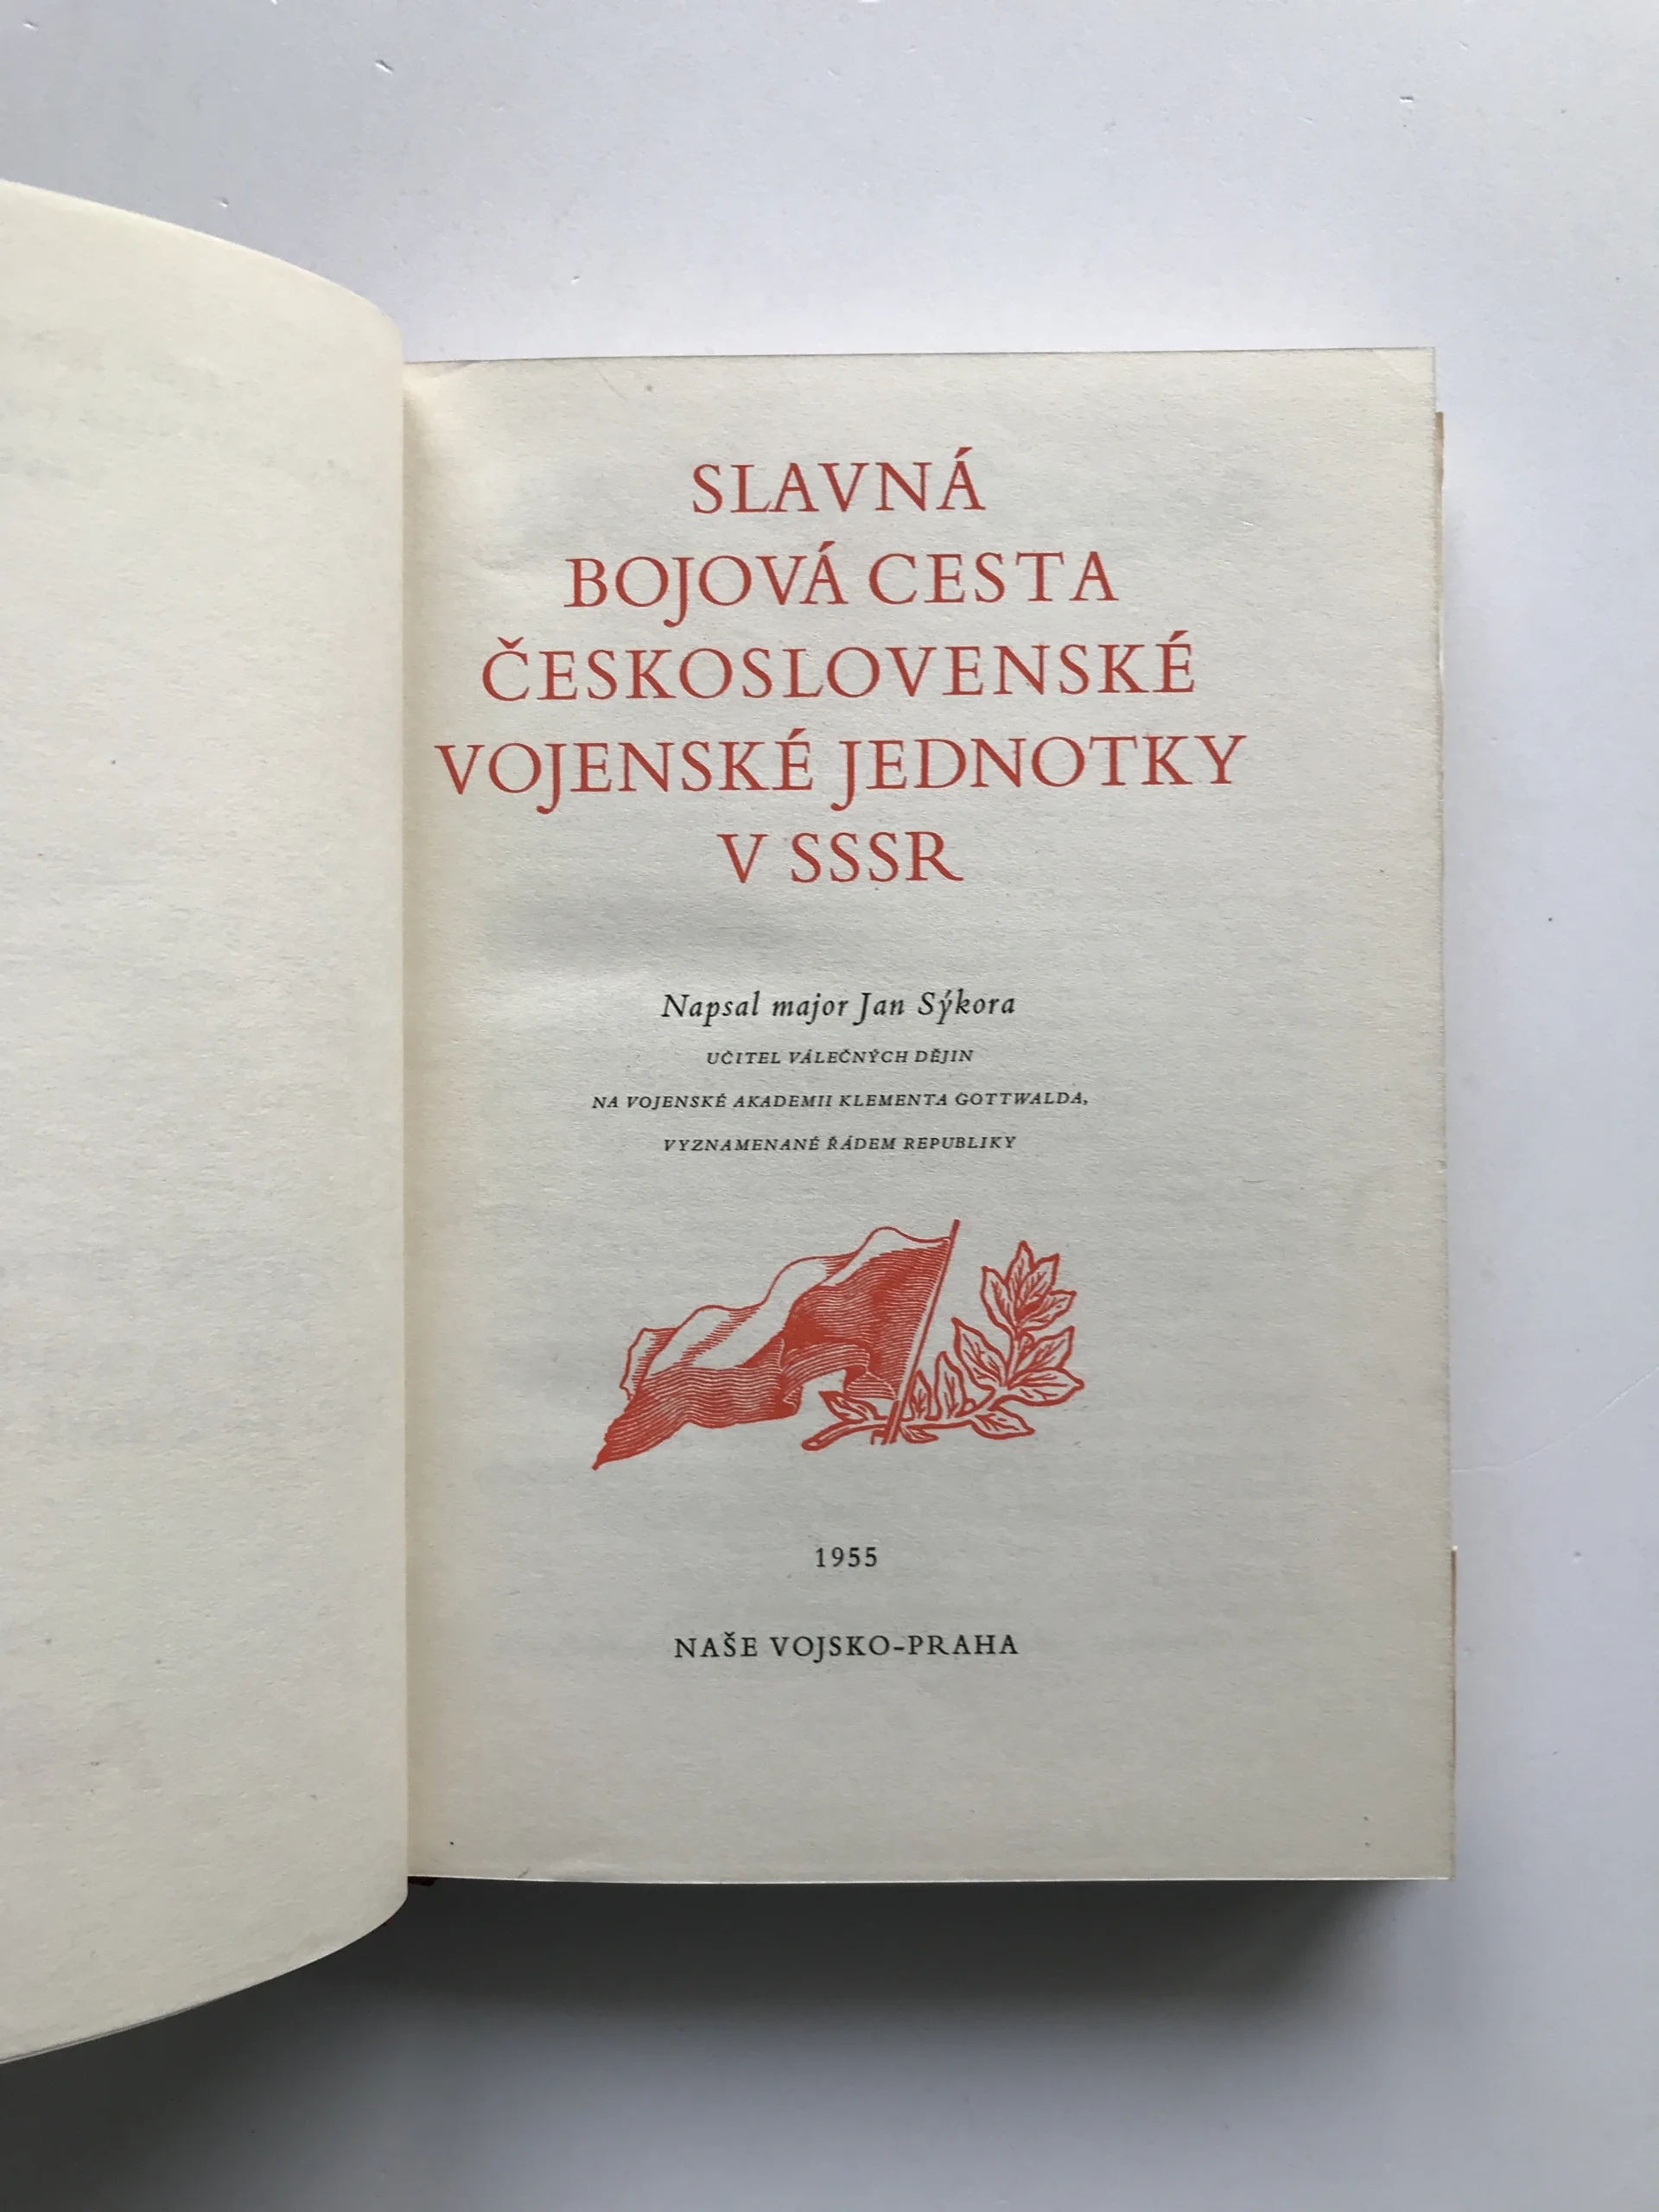 SLAVNÁ
BOJOVÁ CESTA
ČESKOSLOVENSKÉ
VOJENSKÉ JEDNOTKY
V SSSR
Napsal major Jan Sýkora
UČITEL VÁLEČNÝCH DĚJIN
NA VOJENSKÉ AKADEMII KLEMENTA GOTTWALDA,
VYZNAMENANÉ ŘÁDEM REPUBLIKY
1955
NAŠE VOJSKO-PRAHA